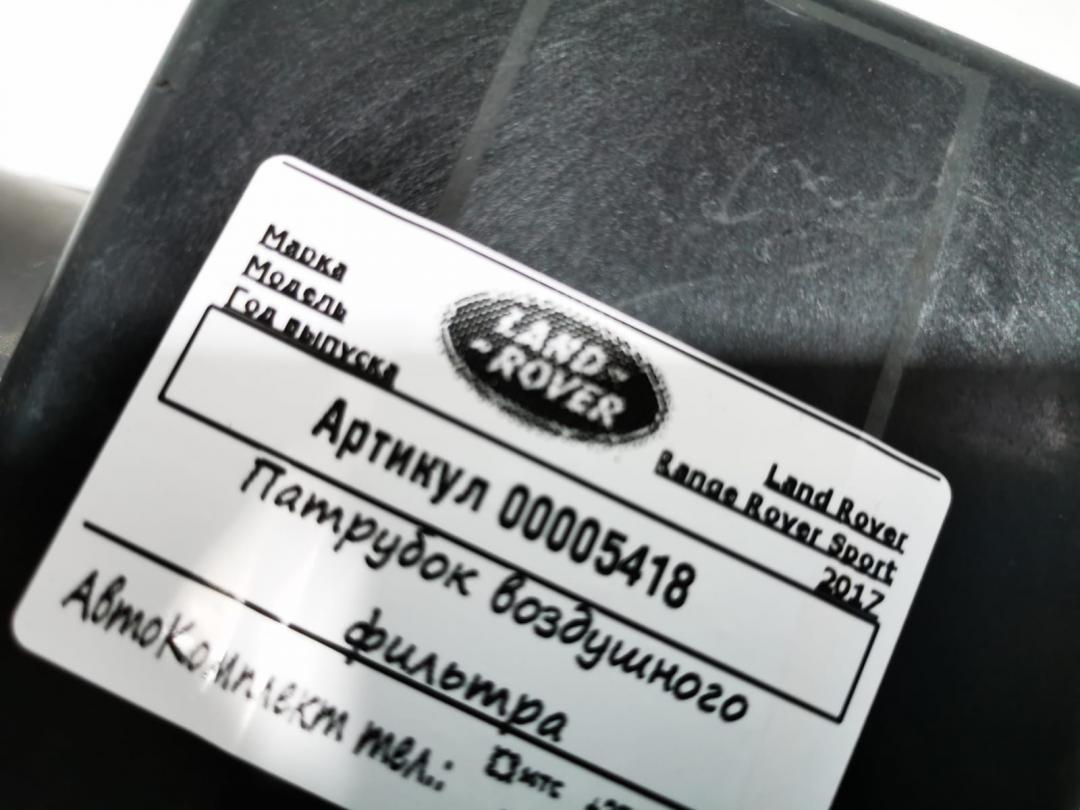 Марка
Land Rover
Модель
Range Rover Sport
Год выпуска
2017
LAND
ROVER
Артикул 00005418
Патрубок воздушного
фильтра
АвтоКомплект тел.:
мтс